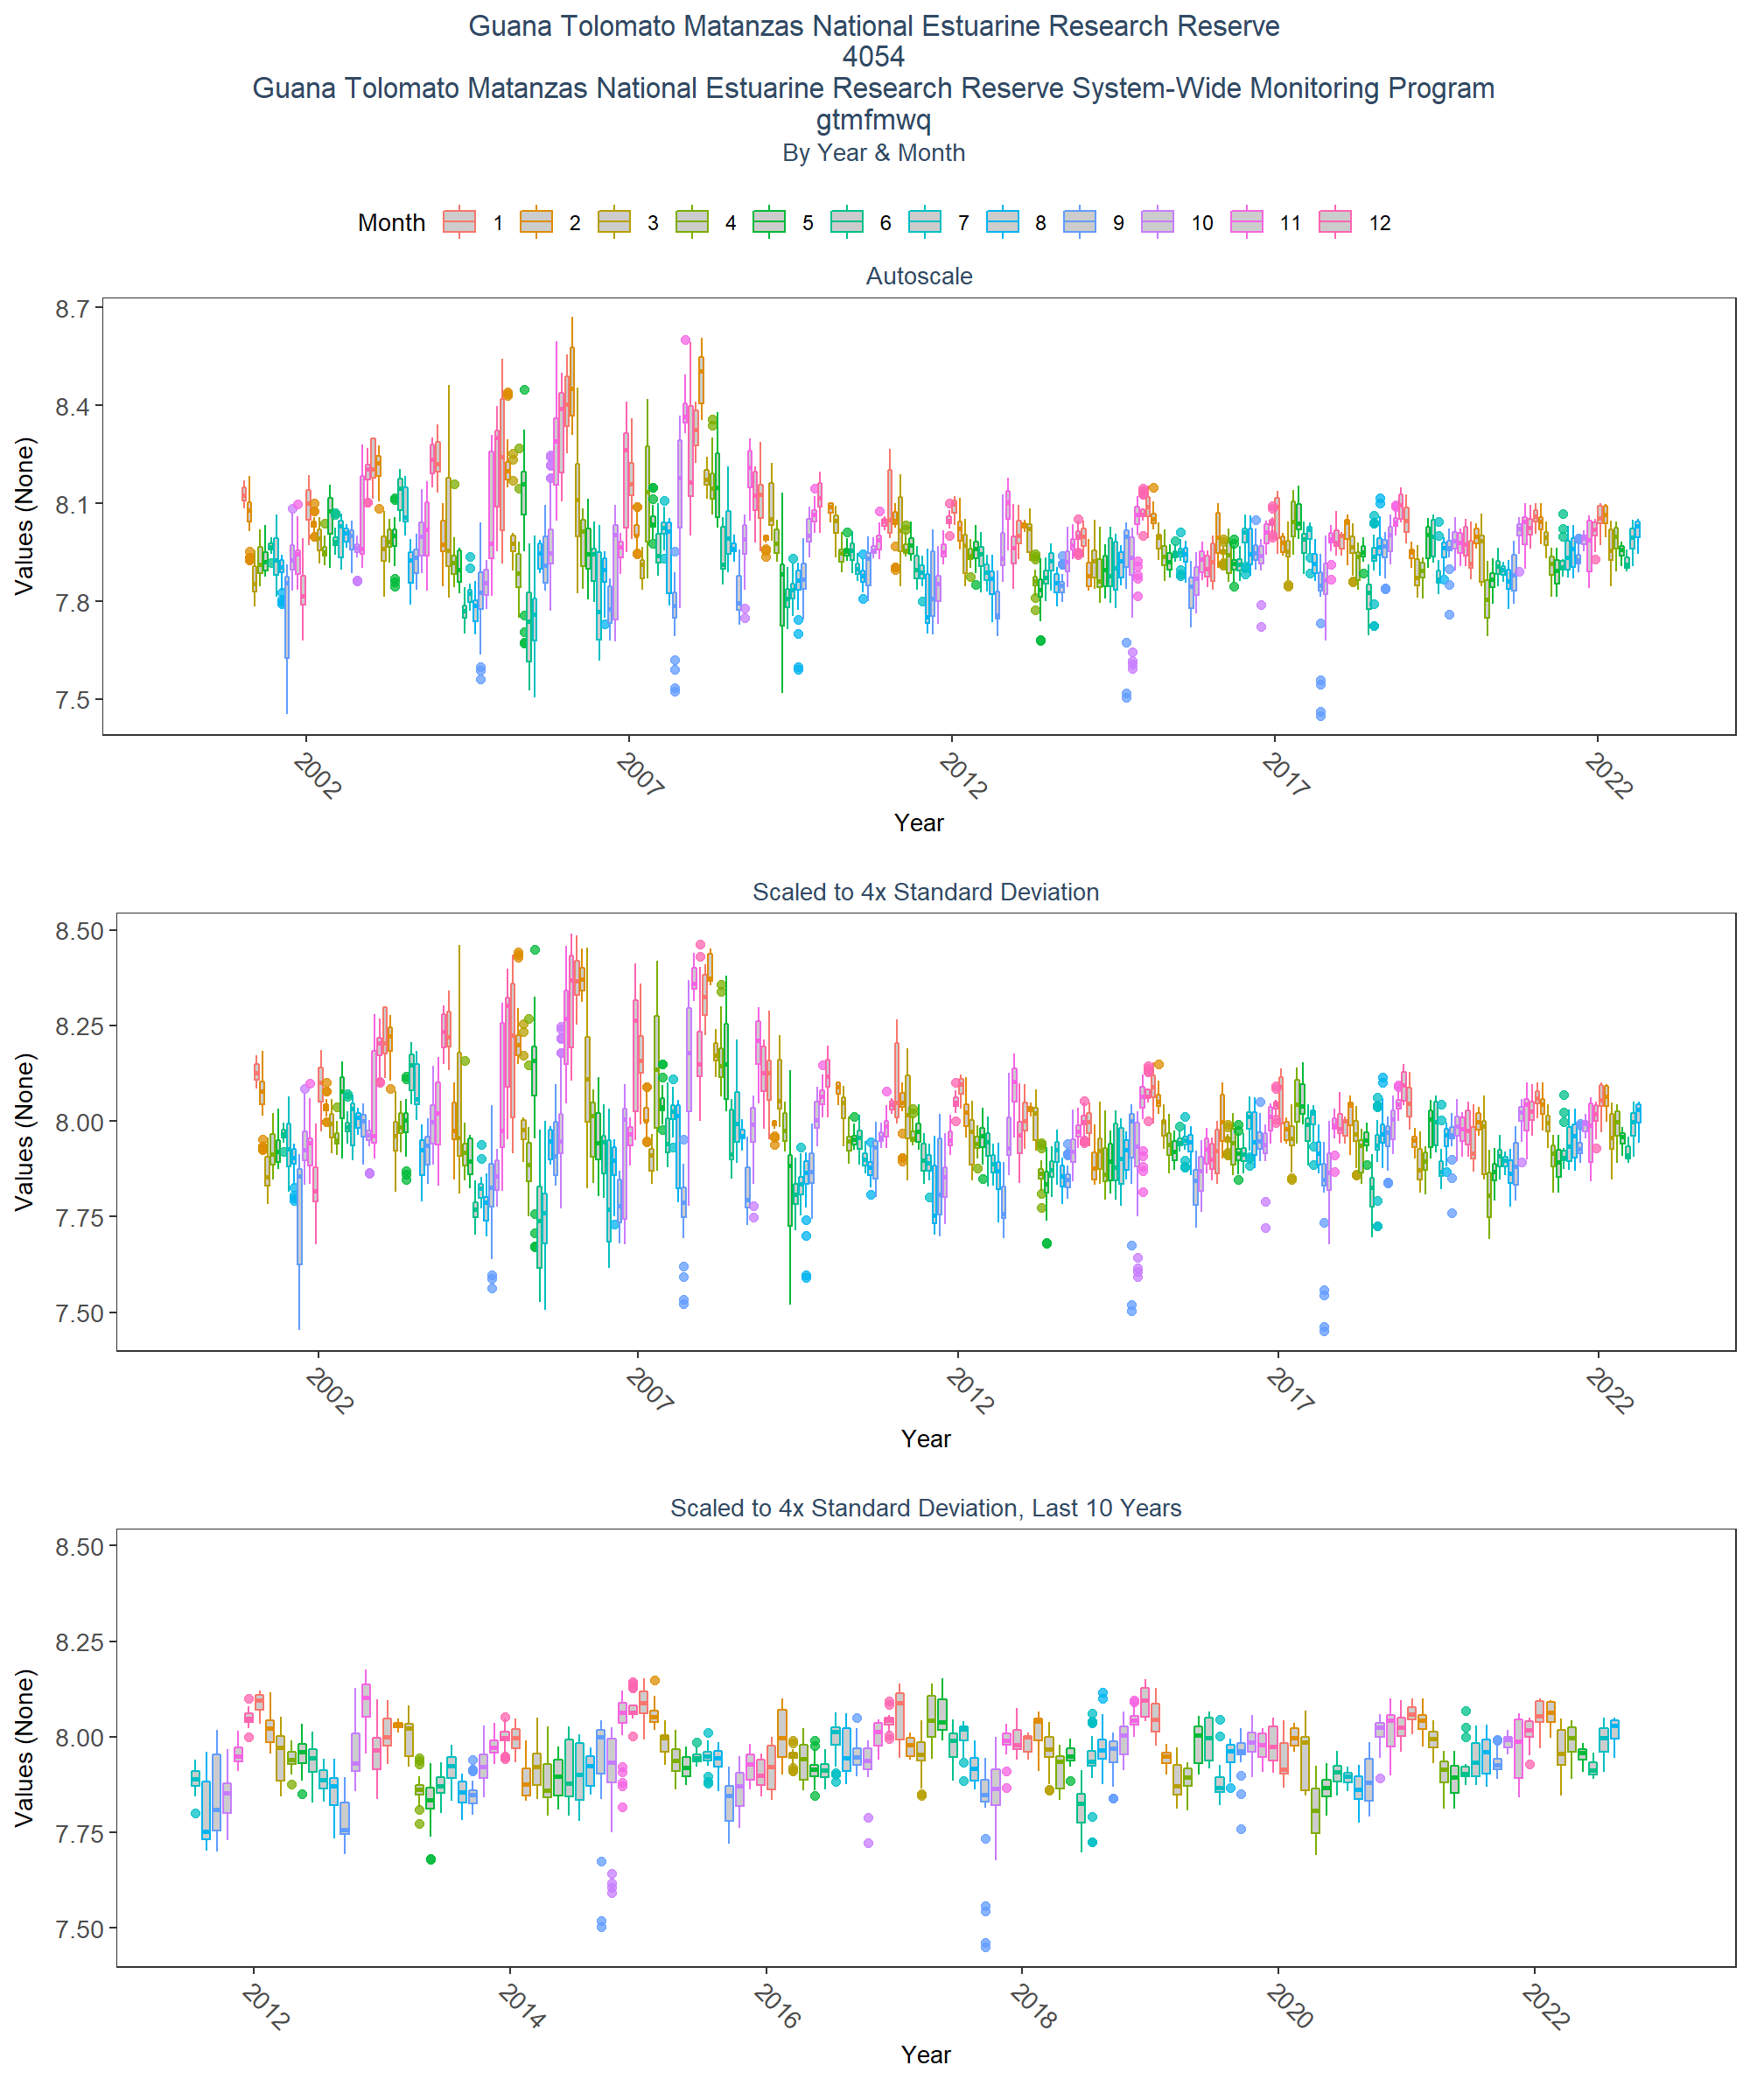 Guana Tolomato Matanzas National Estuarine Research Reserve
4054
Guana Tolomato Matanzas National Estuarine Research Reserve System-Wide Monitoring Program
gtmfmwq
By Year & Month
Month 1 2 3 4 5 6 7 8 9 10 11 12
Autoscale
Values (None)
8.7
8.4
8.1
7.8
7.5
2002 2007 2012 2017 2022
Year
Scaled to 4x Standard Deviation
Values (None)
8.50
8.25
8.00
7.75
7.50
2002 2007 2012 2017 2022
Year
Scaled to 4x Standard Deviation, Last 10 Years
Values (None)
8.50
8.25
8.00
7.75
7.50
2012 2014 2016 2018 2020 2022
Year